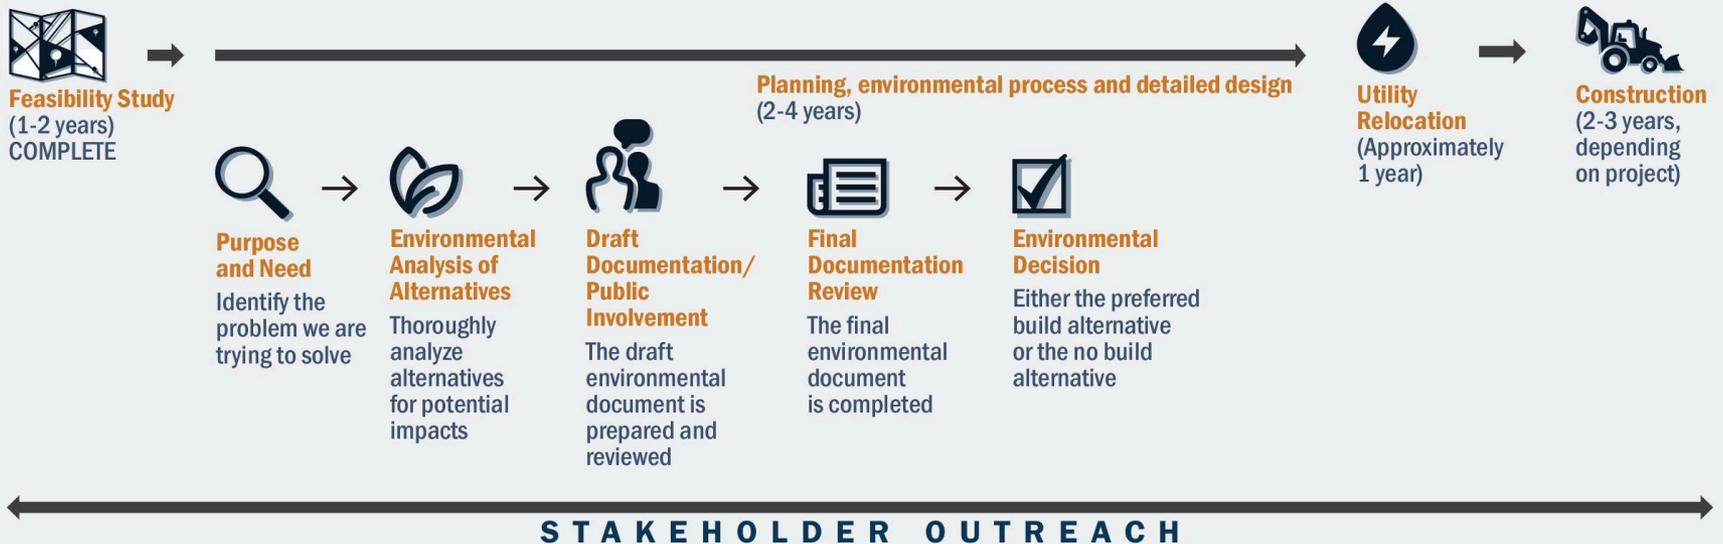 Feasibility Study
(1-2 years)
COMPLETE
Planning, environmental process and detailed design
(2-4 years)
Purpose
and Need
Identify the
problem we are
trying to solve
Environmental
Analysis of
Alternatives
Thoroughly
analyze
alternatives
for potential
impacts
Draft
Documentation/
Public
Involvement
The draft
environmental
document is
prepared and
reviewed
Final
Documentation
Review
The final
environmental
document
is completed
Environmental
Decision
Either the preferred
build alternative
or the no build
alternative
Utility
Relocation
(Approximately
1 year)
Construction
(2-3 years,
depending
on project)
STAKEHOLDER OUTREACH